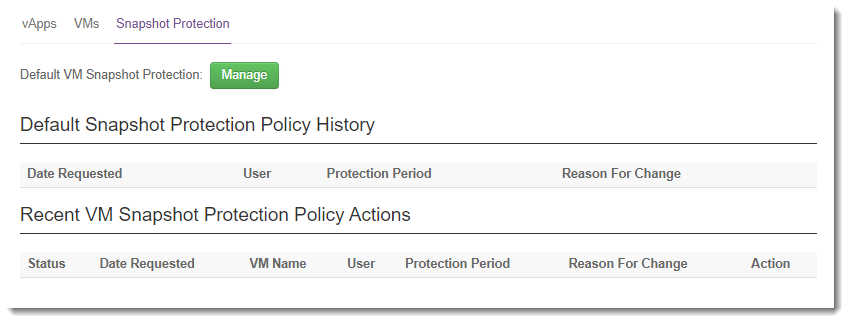 vApps VMs Snapshot Protection
Default VM Snapshot Protection: Manage
Default Snapshot Protection Policy History
Date Requested User Protection Period Reason For Change
Recent VM Snapshot Protection Policy Actions
Status Date Requested VM Name User Protection Period Reason For Change Action